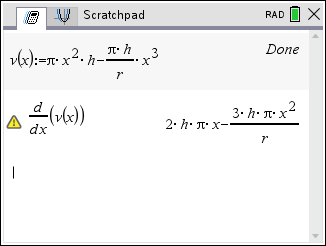 Scratchpad RAD
v(x):=π·x²·h−(π·h)/r·x³ Done
d/dx(v(x)) 2·h·π·x−(3·h·π·x²)/r